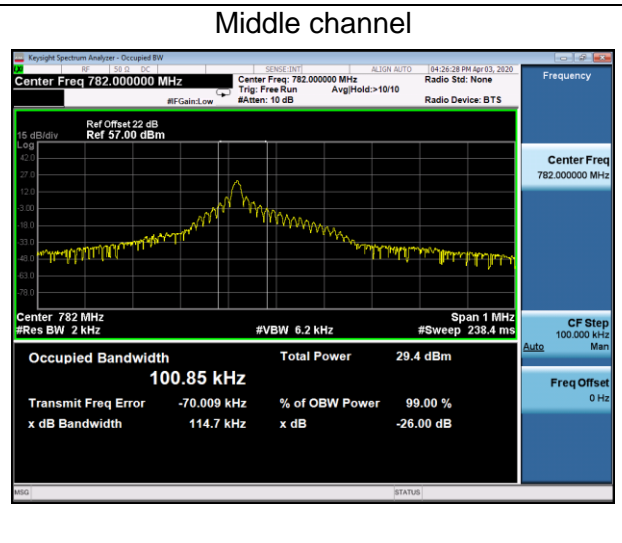 Middle channel
Keysight Spectrum Analyzer - Occupied BW
RF 50 Ω DC SENSE:INT ALIGN AUTO 04:26:28 PM Apr 03, 2020
Center Freq 782.000000 MHz Center Freq: 782.000000 MHz Radio Std: None Frequency
Trig: Free Run Avg|Hold:>10/10
#IFGain:Low #Atten: 10 dB Radio Device: BTS
Ref Offset 22 dB
15 dB/div Ref 57.00 dBm
Log
42.0
27.0
12.0
-3.00
-18.0
-33.0
-48.0
-63.0
-78.0
Center Freq
782.000000 MHz
Center 782 MHz Span 1 MHz
#Res BW 2 kHz #VBW 6.2 kHz #Sweep 238.4 ms
CF Step
100.000 kHz
Auto Man
Occupied Bandwidth Total Power 29.4 dBm
100.85 kHz
Transmit Freq Error -70.009 kHz % of OBW Power 99.00 %
x dB Bandwidth 114.7 kHz x dB -26.00 dB
Freq Offset
0 Hz
MSG STATUS